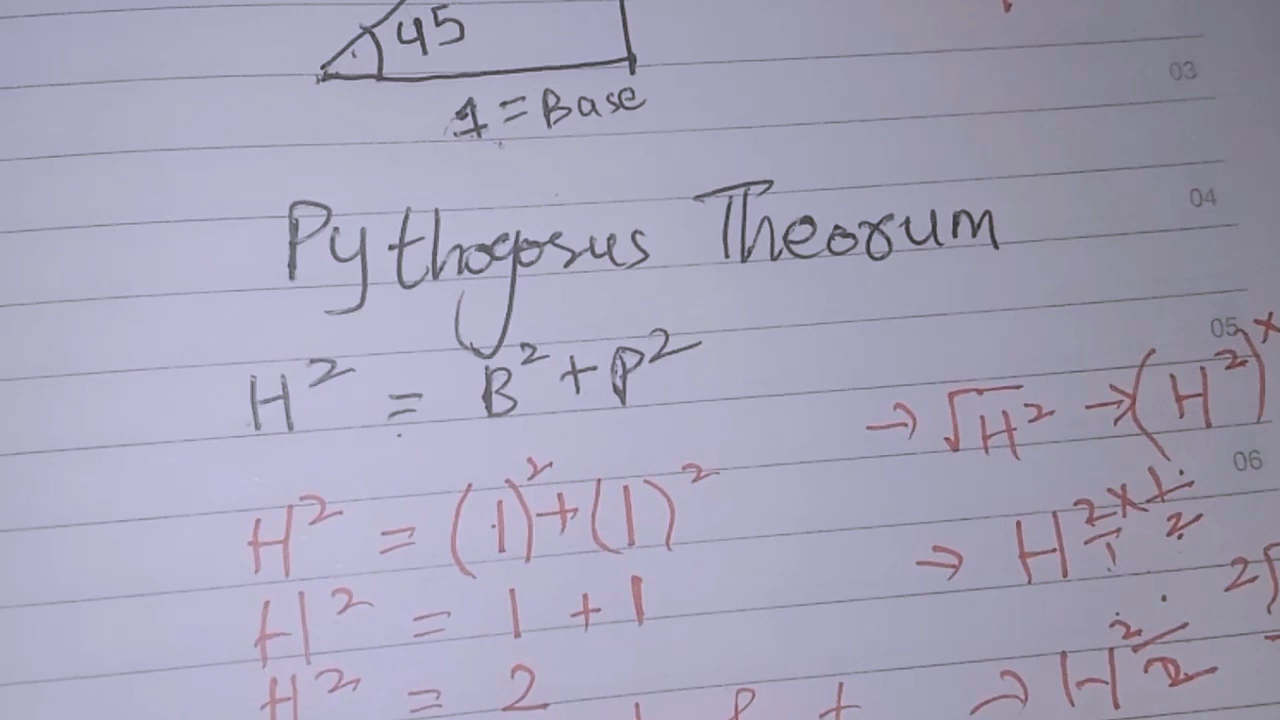 45
03
1 = Base
Pythogorus Theorum
04
H² = B² + P²
05
→ √H² → (H²)
H² = (1)² + (1)²
06
→ H^(2/1 × 1/2)
H² = 1 + 1
→ H^(2/2)
H² = 2